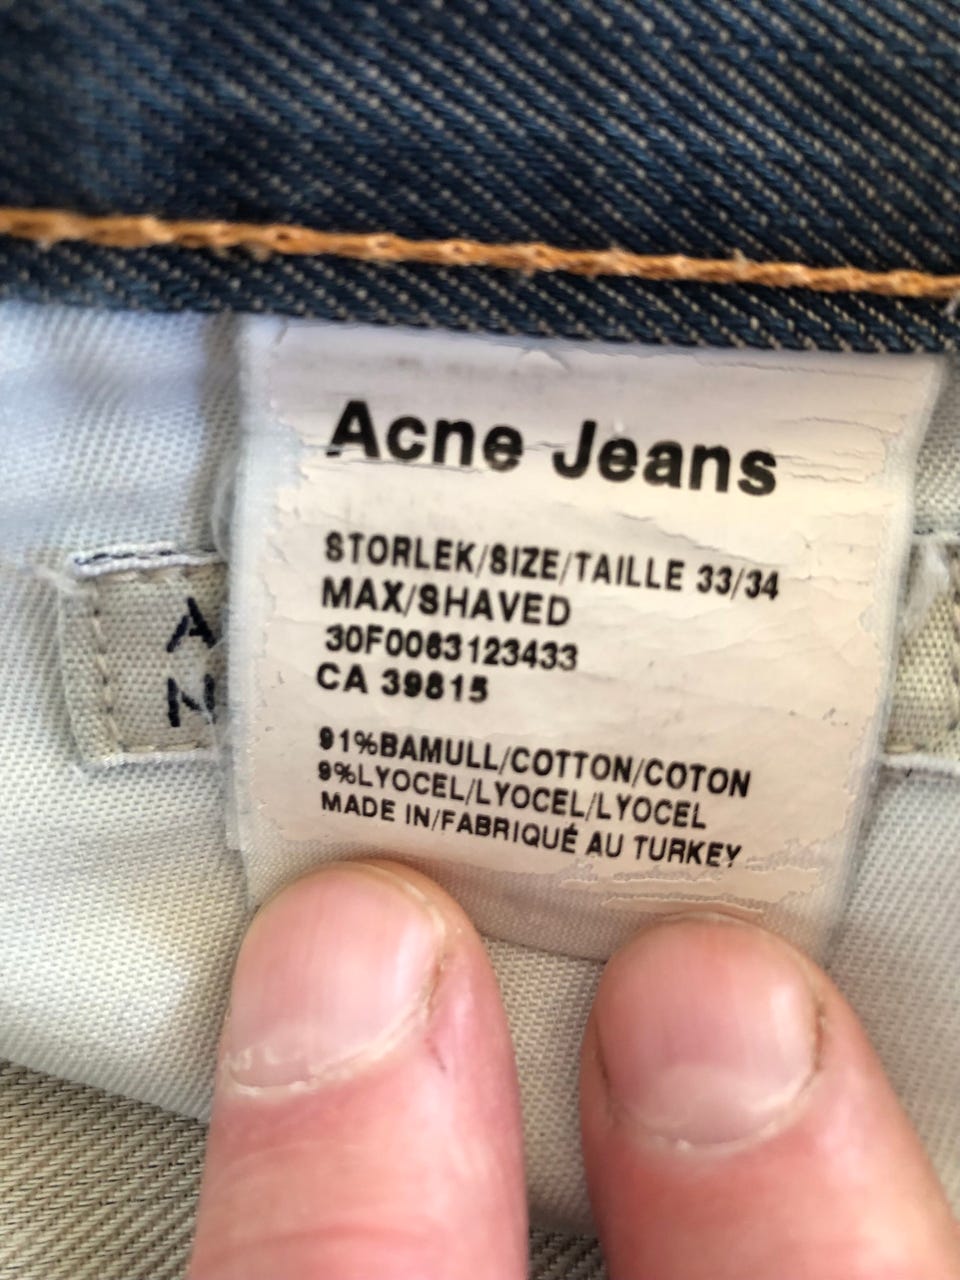 Acne Jeans
STORLEK/SIZE/TAILLE 33/34
MAX/SHAVED
30F0083123433
CA 39815
91%BAMULL/COTTON/COTON
9%LYOCEL/LYOCEL/LYOCEL
MADE IN/FABRIQUÉ AU TURKEY
A
N